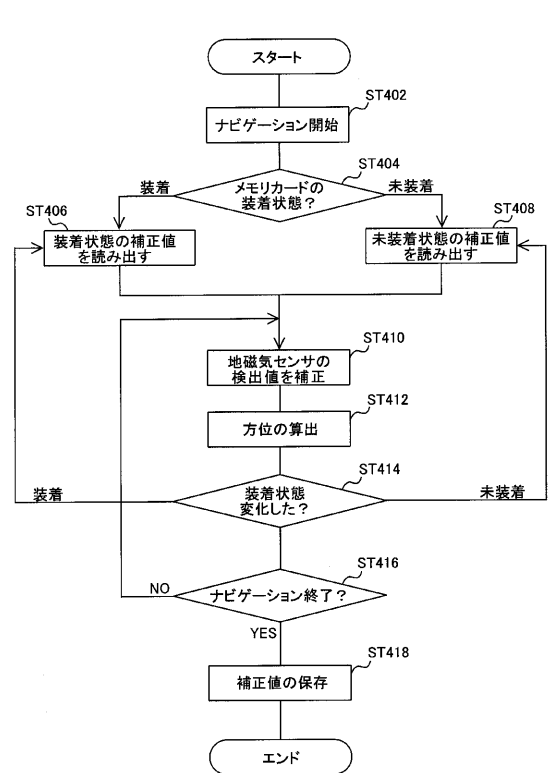 スタート
ST402
ナビゲーション開始
ST404
メモリカードの
装着状態？
装着
未装着
ST406
装着状態の補正値
を読み出す
ST408
未装着状態の補正値
を読み出す
ST410
地磁気センサの
検出値を補正
ST412
方位の算出
ST414
装着状態
変化した？
装着
未装着
ST416
ナビゲーション終了？
NO
YES
ST418
補正値の保存
エンド